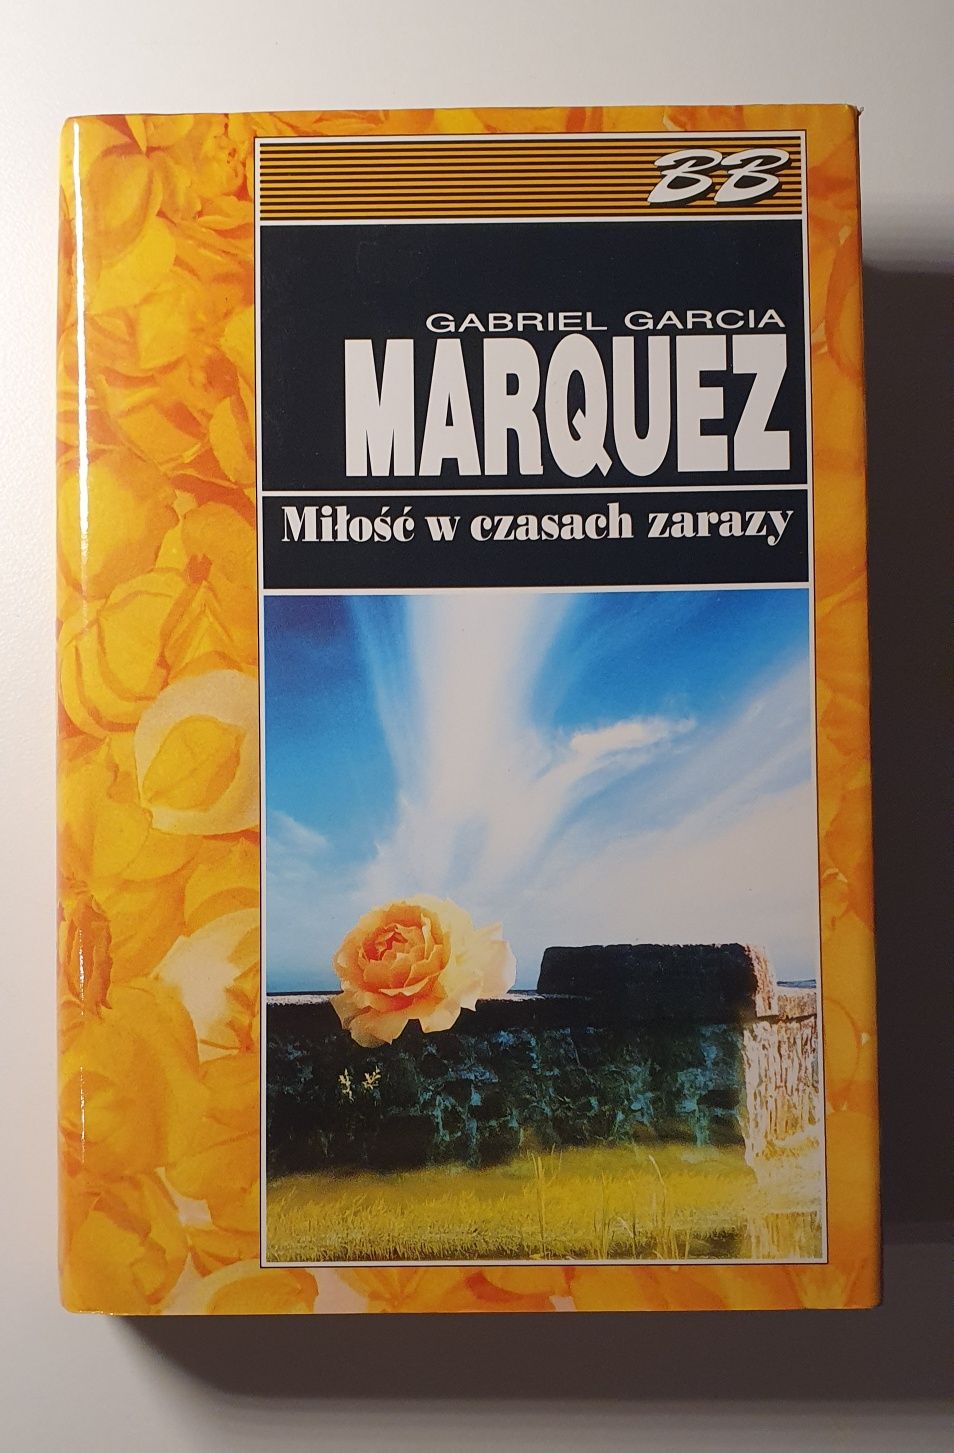 BB
GABRIEL GARCIA
MARQUEZ
Miłość w czasach zarazy